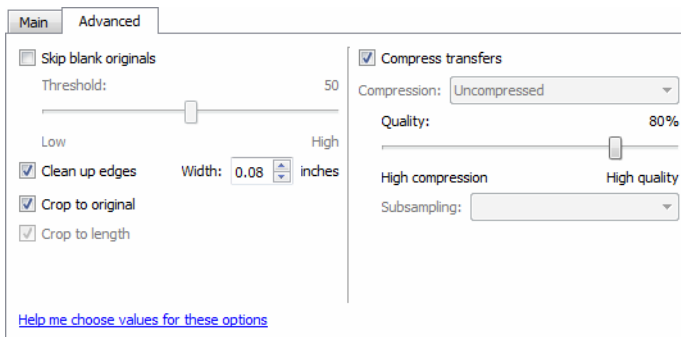 Main Advanced
Skip blank originals
Threshold: 50
Low High
Clean up edges Width: 0.08 inches
Crop to original
Crop to length
Help me choose values for these options
Compress transfers
Compression: Uncompressed
Quality: 80%
High compression High quality
Subsampling: